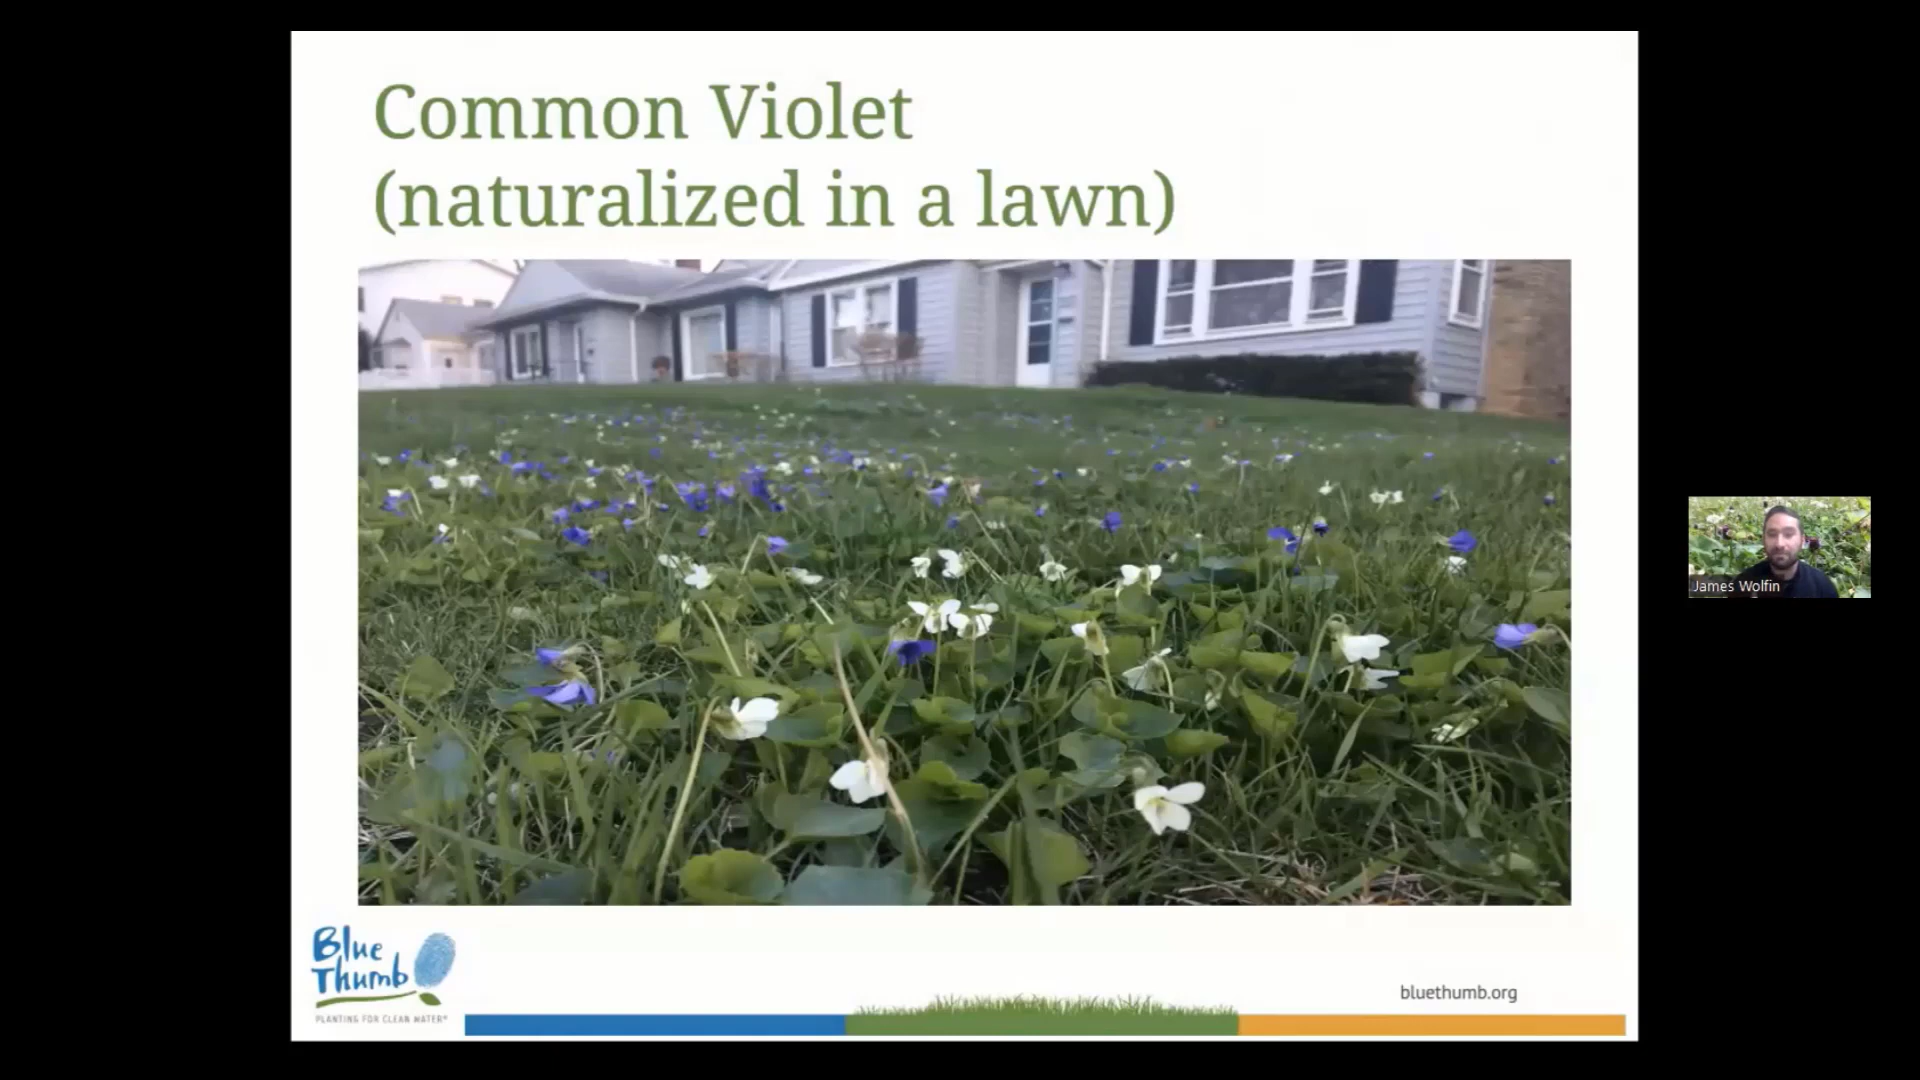 Common Violet
(naturalized in a lawn)
James Wolfin
Blue
Thumb
PLANTING FOR CLEAN WATER®
bluethumb.org